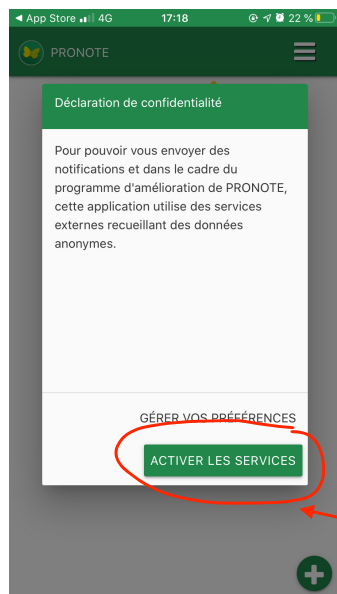 App Store 4G 17:18 22 %
PRONOTE
Déclaration de confidentialité
Pour pouvoir vous envoyer des
notifications et dans le cadre du
programme d'amélioration de PRONOTE,
cette application utilise des services
externes recueillant des données
anonymes.
GÉRER VOS PRÉFÉRENCES
ACTIVER LES SERVICES